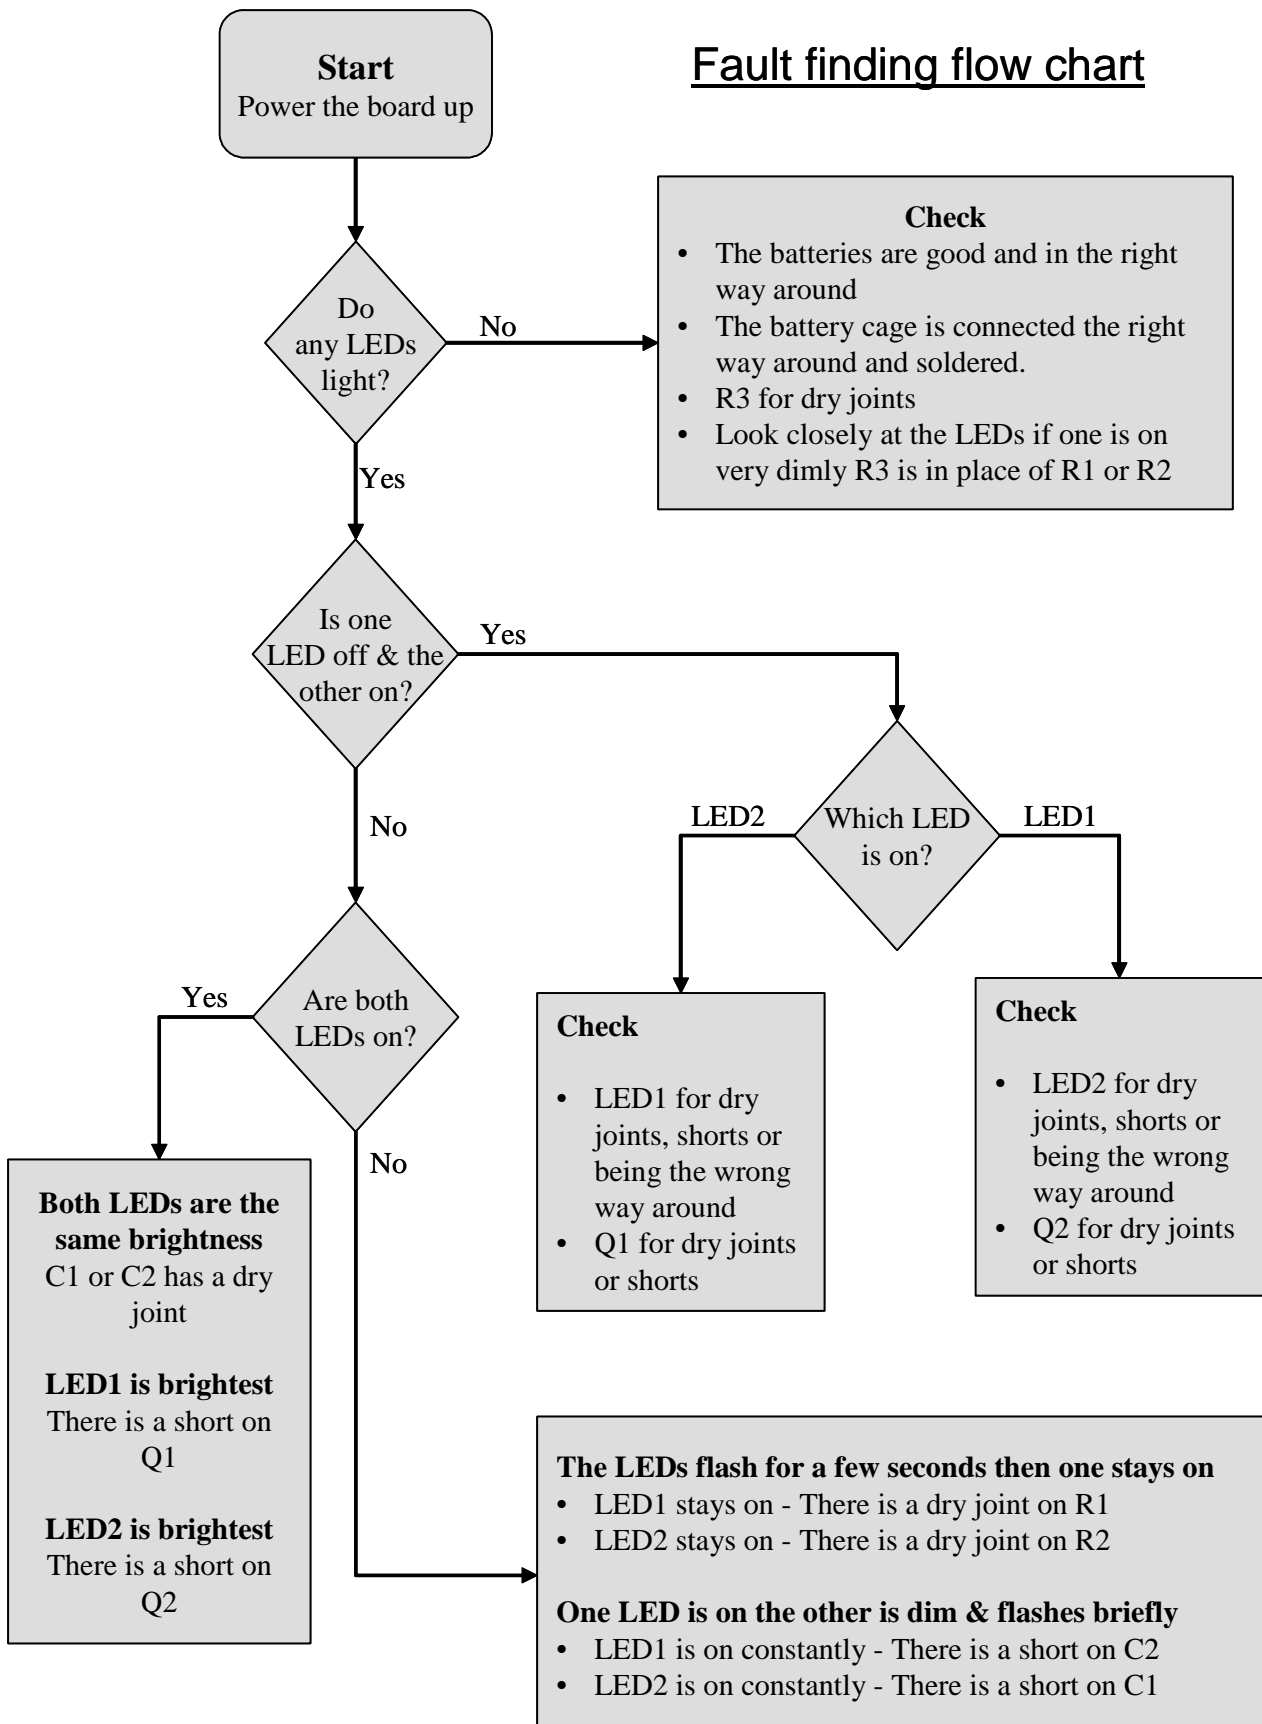 Fault finding flow chart
Start
Power the board up
Do
any LEDs
light?
No
Check
• The batteries are good and in the right
way around
• The battery cage is connected the right
way around and soldered.
• R3 for dry joints
• Look closely at the LEDs if one is on
very dimly R3 is in place of R1 or R2
Yes
Is one
LED off & the
other on?
Yes
Which LED
is on?
LED2
LED1
Check
• LED1 for dry
joints, shorts or
being the wrong
way around
• Q1 for dry joints
or shorts
Check
• LED2 for dry
joints, shorts or
being the wrong
way around
• Q2 for dry joints
or shorts
No
Are both
LEDs on?
Yes
Both LEDs are the
same brightness
C1 or C2 has a dry
joint
LED1 is brightest
There is a short on
Q1
LED2 is brightest
There is a short on
Q2
No
The LEDs flash for a few seconds then one stays on
• LED1 stays on - There is a dry joint on R1
• LED2 stays on - There is a dry joint on R2
One LED is on the other is dim & flashes briefly
• LED1 is on constantly - There is a short on C2
• LED2 is on constantly - There is a short on C1